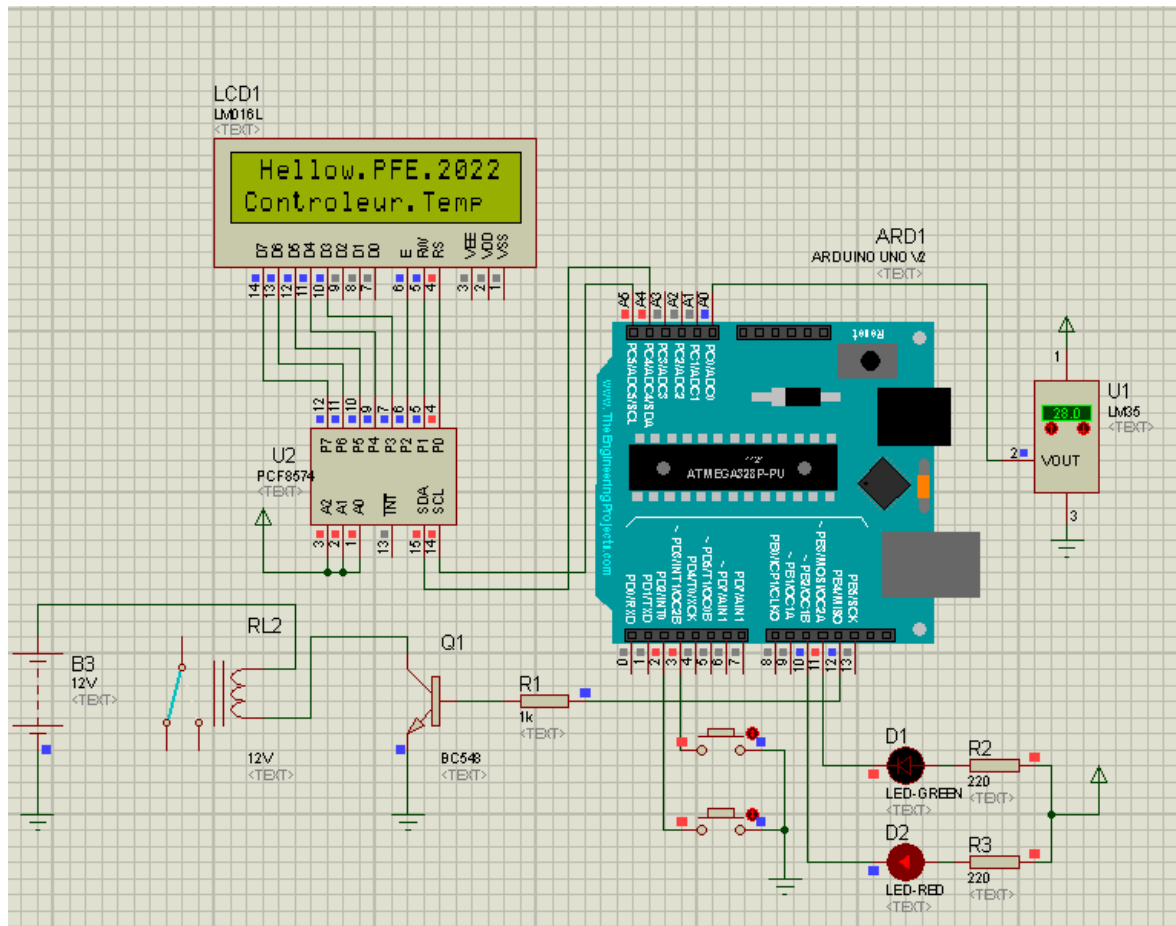 LCD1
LM016L
<TEXT>
Hellow.PFE.2022
Controleur.Temp
D7 D6 D5 D4 D3 D2 D1 D0 E RW RS VEE VDD VSS
14 13 12 11 10 9 8 7 6 5 4 3 2 1
ARD1
ARDUINO UNO V2
<TEXT>
A5 A4 A3 A2 A1 A0
Reset
PC5/ADC5/SCL
PC4/ADC4/SDA
PC3/ADC3
PC2/ADC2
PC1/ADC1
PC0/ADC0
www.TheEngineeringProjects.com
ATMEGA328P-PU
1
U1
LM35
<TEXT>
28.0
2
VOUT
3
12 11 10 9 7 6 5 4
P7 P6 P5 P4 P3 P2 P1 P0
U2
PCF8574
<TEXT>
A2 A1 A0 INT SDA SCL
3 2 1 13 15 14
PD0/RXD
PD1/TXD
PD2/INT0
~ PD3/INT1/OC2B
PD4/T0/XCK
~ PD5/T1/OC0B
PD7/AIN1
PB0/ICP1/CLKO
~ PB1/OC1A
~ PB2/OC1B
~ PB3/MOSI/OC2A
PB4/MISO
PB5/SCK
0 1 2 3 4 5 6 7 8 9 10 11 12 13
RL2
12V
<TEXT>
B3
12V
<TEXT>
Q1
BC548
<TEXT>
R1
1k
<TEXT>
D1
LED-GREEN
<TEXT>
R2
220
<TEXT>
D2
LED-RED
<TEXT>
R3
220
<TEXT>